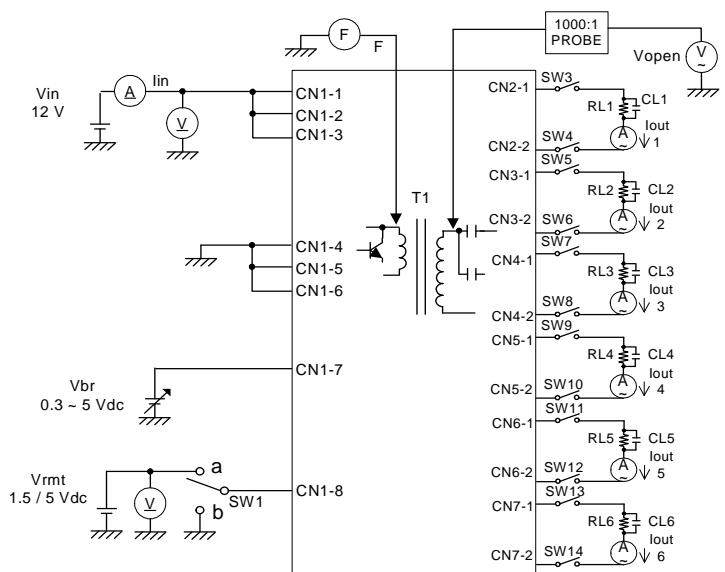 F
F
1000:1
PROBE
Vopen
V
~
Vin
12 V
A
Iin
V
CN1-1
CN1-2
CN1-3
CN1-4
CN1-5
CN1-6
CN1-7
CN1-8
Vbr
0.3 ~ 5 Vdc
Vrmt
1.5 / 5 Vdc
V
a
b
SW1
T1
CN2-1
SW3
RL1
CL1
A
~
Iout
1
CN2-2
SW4
CN3-1
SW5
RL2
CL2
A
~
Iout
2
CN3-2
SW6
CN4-1
SW7
RL3
CL3
A
~
Iout
3
CN4-2
SW8
CN5-1
SW9
RL4
CL4
A
~
Iout
4
CN5-2
SW10
CN6-1
SW11
RL5
CL5
A
~
Iout
5
CN6-2
SW12
CN7-1
SW13
RL6
CL6
A
~
Iout
6
CN7-2
SW14